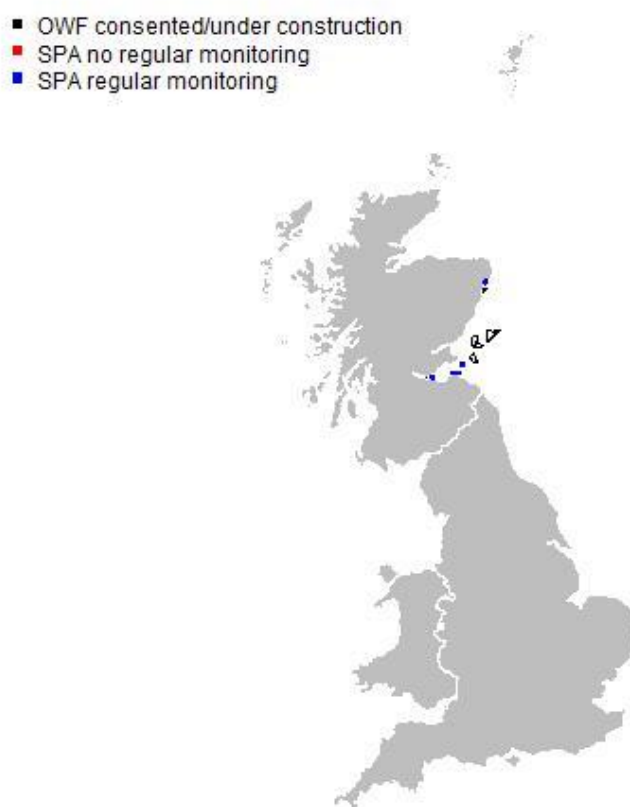 OWF consented/under construction
SPA no regular monitoring
SPA regular monitoring